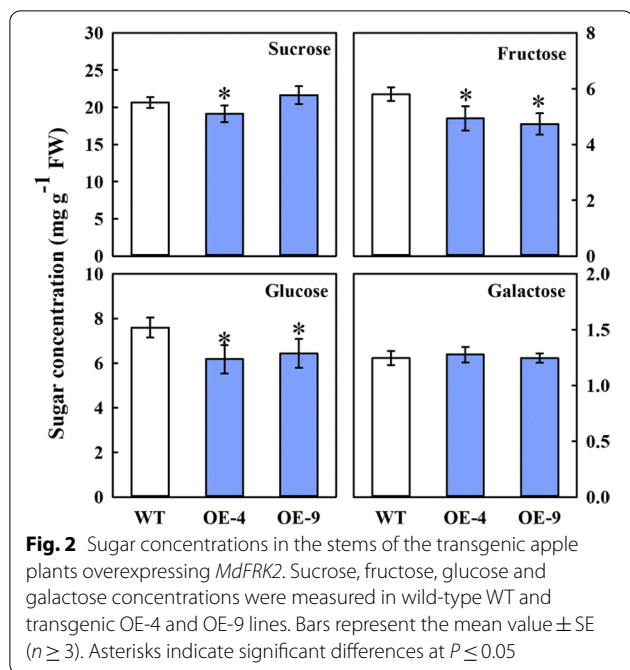 Sucrose
Fructose
30
25
20
15
10
5
0
*
* *
8
6
4
2
0
Sugar concentration (mg g-1 FW)
Glucose
Galactose
10
8
6
4
2
0
* *
2.0
1.5
1.0
0.5
0.0
WT OE-4 OE-9 WT OE-4 OE-9
Fig. 2 Sugar concentrations in the stems of the transgenic apple
plants overexpressing MdFRK2. Sucrose, fructose, glucose and
galactose concentrations were measured in wild-type WT and
transgenic OE-4 and OE-9 lines. Bars represent the mean value ± SE
(n ≥ 3). Asterisks indicate significant differences at P ≤ 0.05